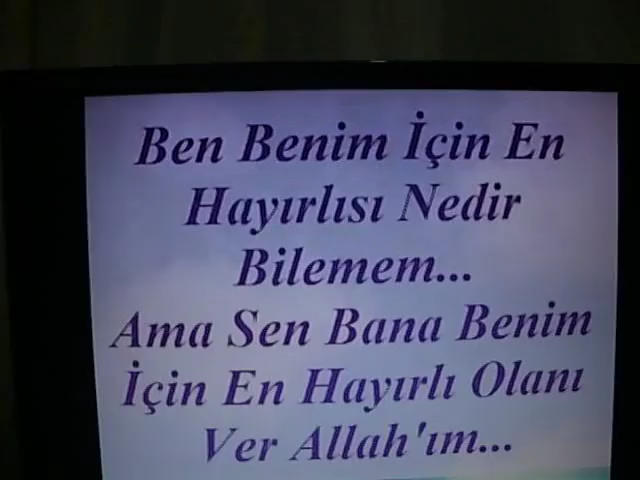 Ben Benim İçin En
Hayırlısı Nedir
Bilemem...
Ama Sen Bana Benim
İçin En Hayırlı Olanı
Ver Allah'ım...